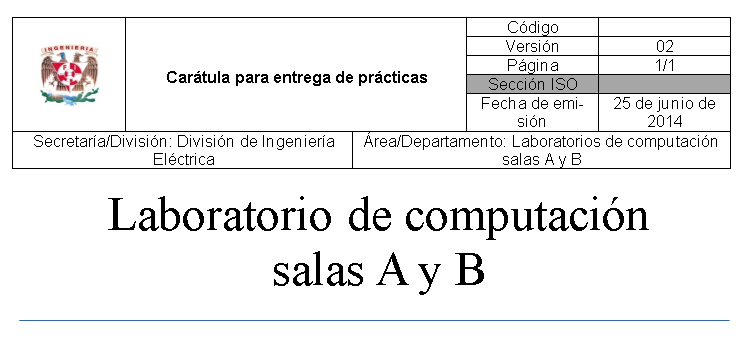 INGENIERIA
Carátula para entrega de prácticas
Código
Versión 02
Página 1/1
Sección ISO
Fecha de emi-
sión
25 de junio de
2014
Secretaría/División: División de Ingeniería
Eléctrica
Área/Departamento: Laboratorios de computación
salas A y B
Laboratorio de computación
salas A y B